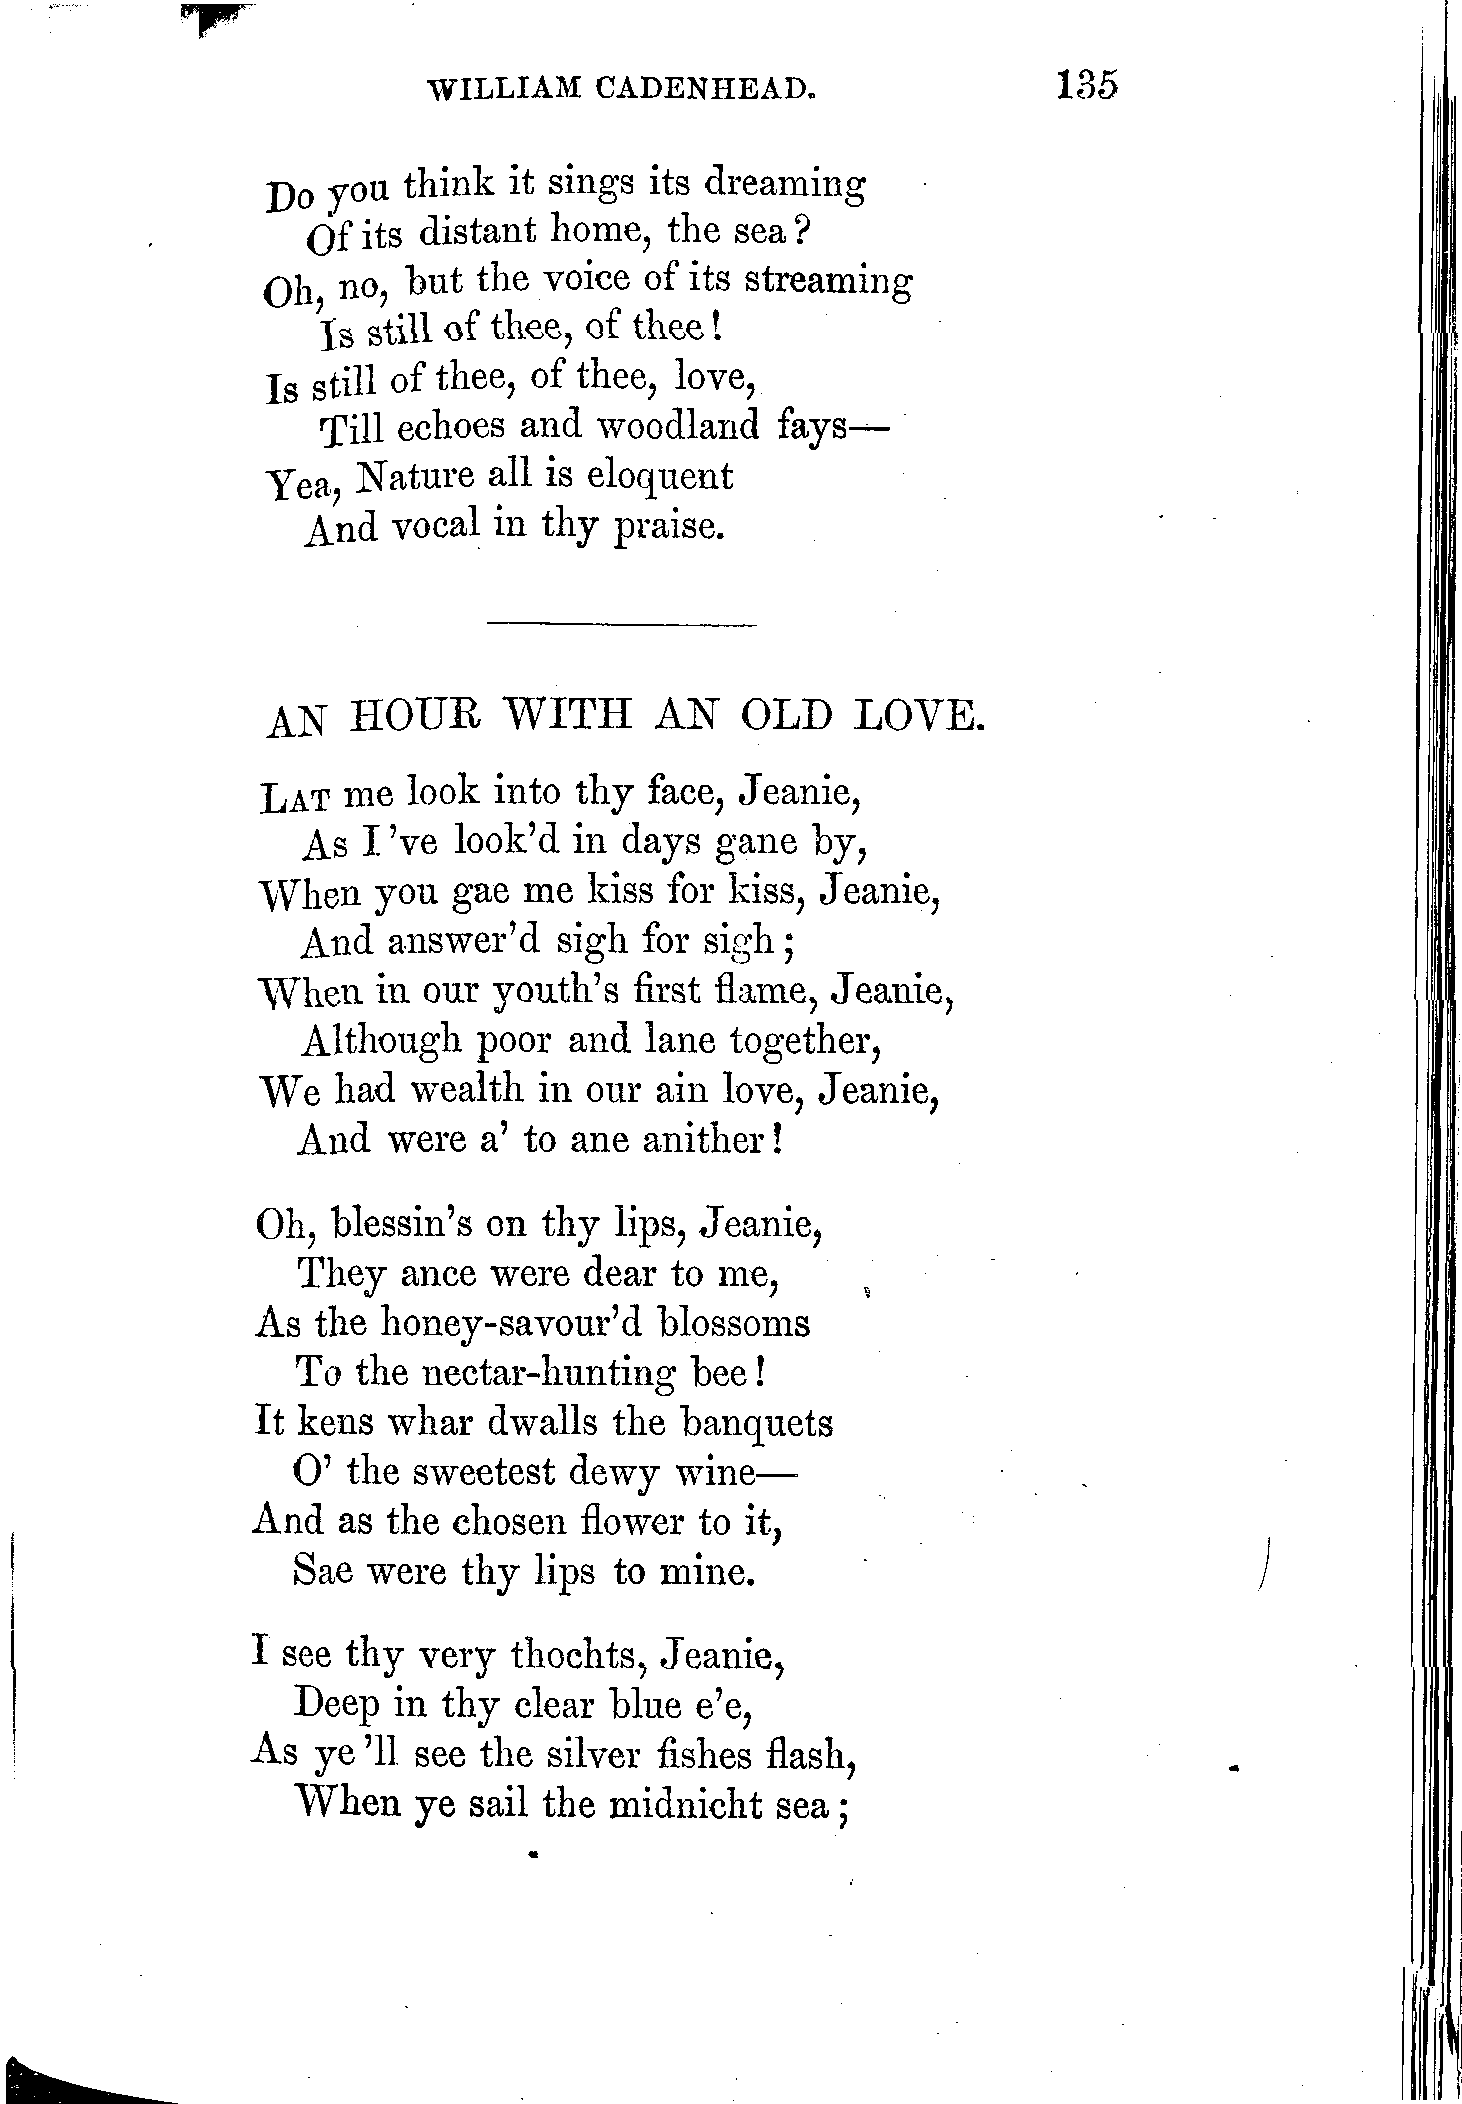 WILLIAM CADENHEAD. 135
Do you think it sings its dreaming
Of its distant home, the sea?
Oh, no, but the voice of its streaming
Is still of thee, of thee!
Is still of thee, of thee, love,
Till echoes and woodland fays—
Yea, Nature all is eloquent
And vocal in thy praise.
AN HOUR WITH AN OLD LOVE.
LAT me look into thy face, Jeanie,
As I 've look'd in days gane by,
When you gae me kiss for kiss, Jeanie,
And answer'd sigh for sigh;
When in our youth's first flame, Jeanie,
Although poor and lane together,
We had wealth in our ain love, Jeanie,
And were a' to ane anither!
Oh, blessin's on thy lips, Jeanie,
They ance were dear to me,
As the honey-savour'd blossoms
To the nectar-hunting bee!
It kens whar dwalls the banquets
O' the sweetest dewy wine—
And as the chosen flower to it,
Sae were thy lips to mine.
I see thy very thochts, Jeanie,
Deep in thy clear blue e'e,
As ye 'll see the silver fishes flash,
When ye sail the midnicht sea;